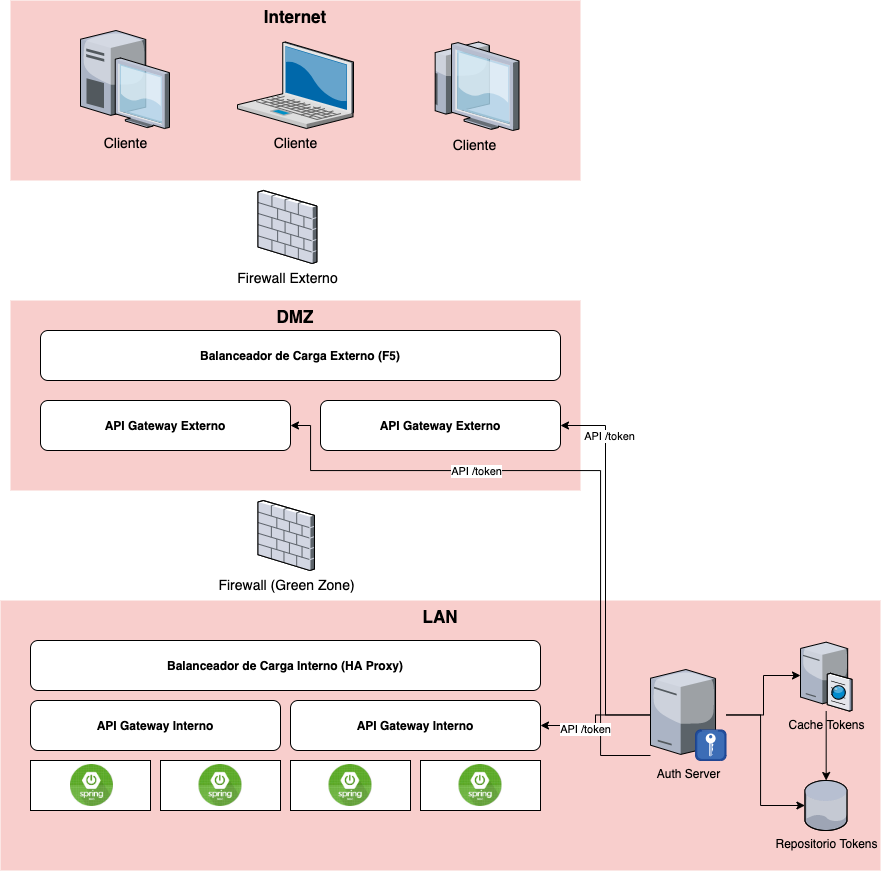 Internet
Cliente
Cliente
Cliente
Firewall Externo
DMZ
Balanceador de Carga Externo (F5)
API Gateway Externo
API Gateway Externo
API /token
API /token
Firewall (Green Zone)
LAN
Balanceador de Carga Interno (HA Proxy)
API Gateway Interno
API Gateway Interno
API /token
Cache Tokens
Auth Server
spring
spring
spring
spring
Repositorio Tokens